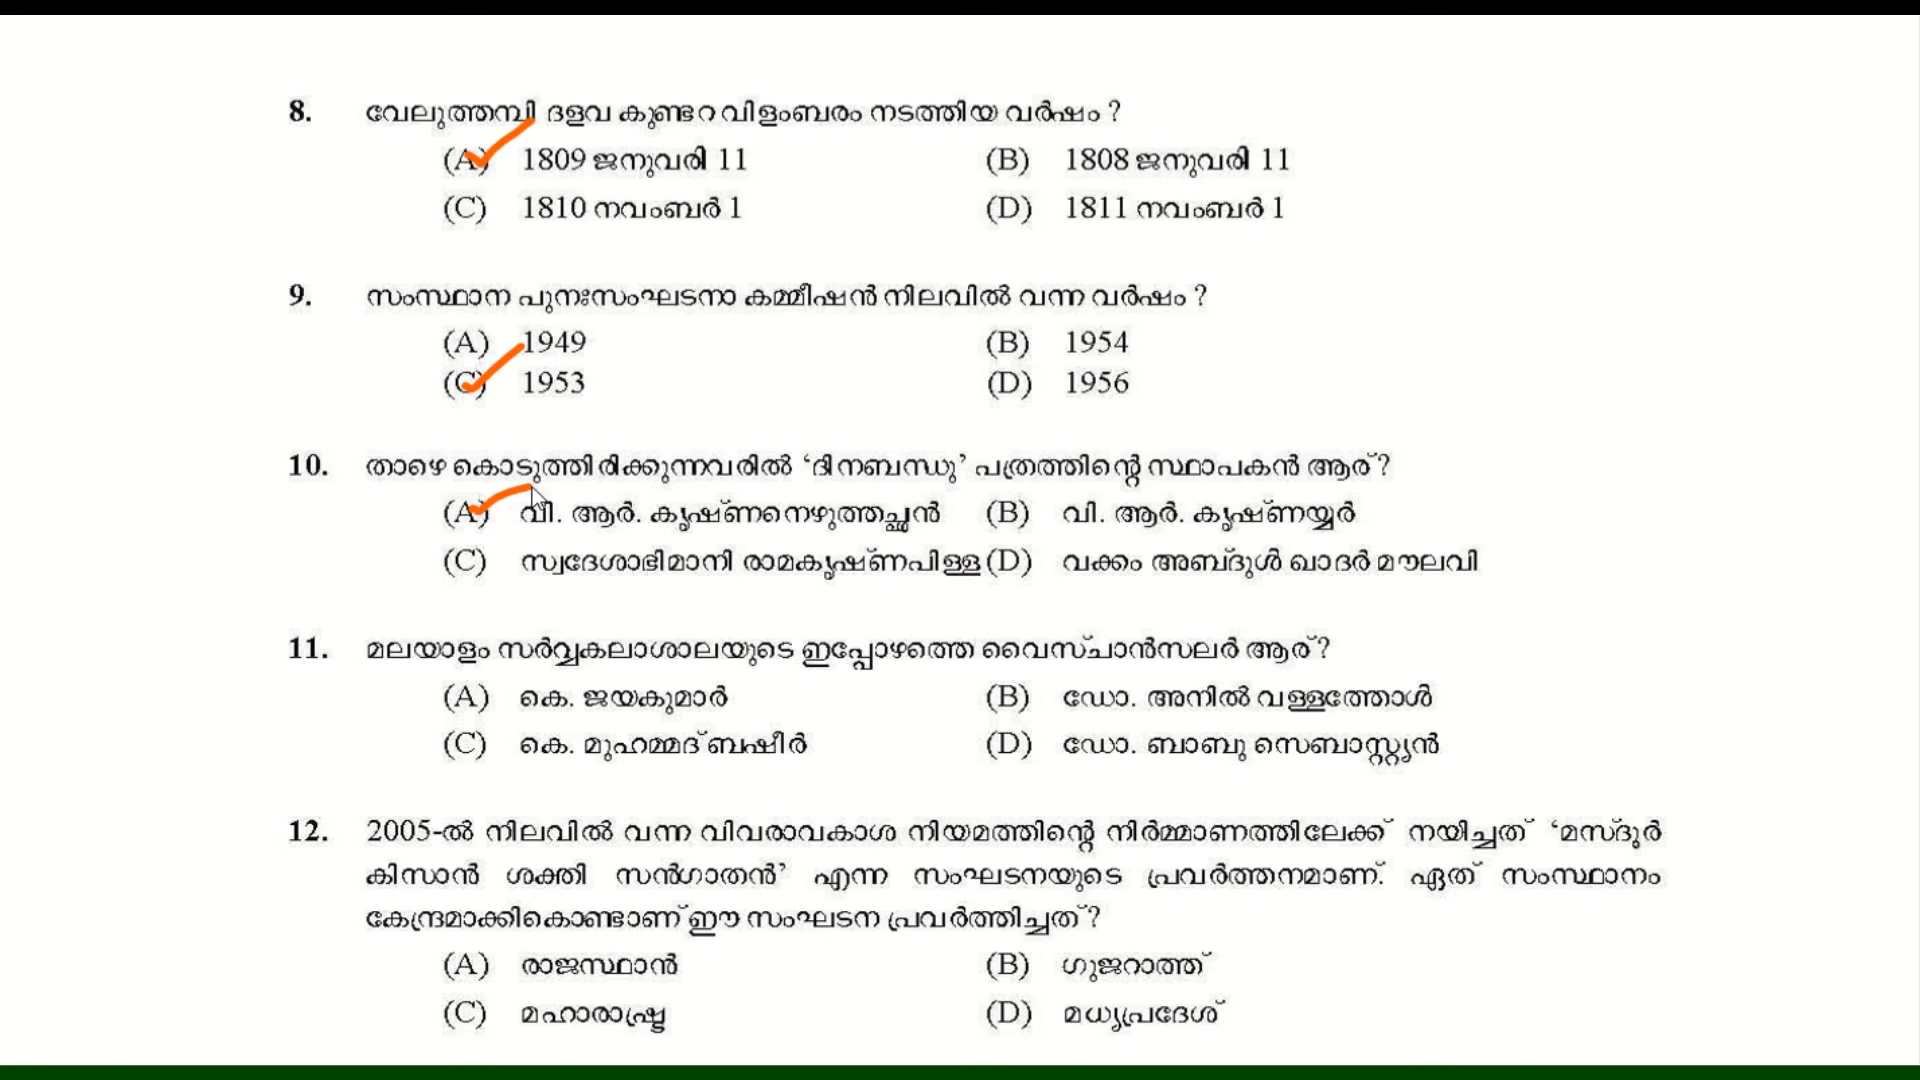 8. വേലുത്തമ്പി ദളവ കുണ്ടറ വിളംബരം നടത്തിയ വർഷം ?
(A) 1809 ജനുവരി 11 (B) 1808 ജനുവരി 11
(C) 1810 നവംബർ 1 (D) 1811 നവംബർ 1
9. സംസ്ഥാന പുനഃസംഘടനാ കമ്മീഷൻ നിലവിൽ വന്ന വർഷം ?
(A) 1949 (B) 1954
(C) 1953 (D) 1956
10. താഴെ കൊടുത്തിരിക്കുന്നവരിൽ ‘ദിനബന്ധു’ പത്രത്തിന്റെ സ്ഥാപകൻ ആര് ?
(A) വി. ആർ. കൃഷ്ണനെഴുത്തച്ഛൻ (B) വി. ആർ. കൃഷ്ണയ്യർ
(C) സ്വദേശാഭിമാനി രാമകൃഷ്ണപിള്ള (D) വക്കം അബ്ദുൾ ഖാദർ മൗലവി
11. മലയാളം സർവ്വകലാശാലയുടെ ഇപ്പോഴത്തെ വൈസ്ചാൻസലർ ആര് ?
(A) കെ. ജയകുമാർ (B) ഡോ. അനിൽ വള്ളത്തോൾ
(C) കെ. മുഹമ്മദ് ബഷീർ (D) ഡോ. ബാബു സെബാസ്റ്റ്യൻ
12. 2005-ൽ നിലവിൽ വന്ന വിവരാവകാശ നിയമത്തിന്റെ നിർമ്മാണത്തിലേക്ക് നയിച്ചത് ‘മസ്ദുർ
കിസാൻ ശക്തി സൻഗാതൻ’ എന്ന സംഘടനയുടെ പ്രവർത്തനമാണ്. ഏത് സംസ്ഥാനം
കേന്ദ്രമാക്കികൊണ്ടാണ് ഈ സംഘടന പ്രവർത്തിച്ചത് ?
(A) രാജസ്ഥാൻ (B) ഗുജറാത്ത്
(C) മഹാരാഷ്ട്ര (D) മധ്യപ്രദേശ്